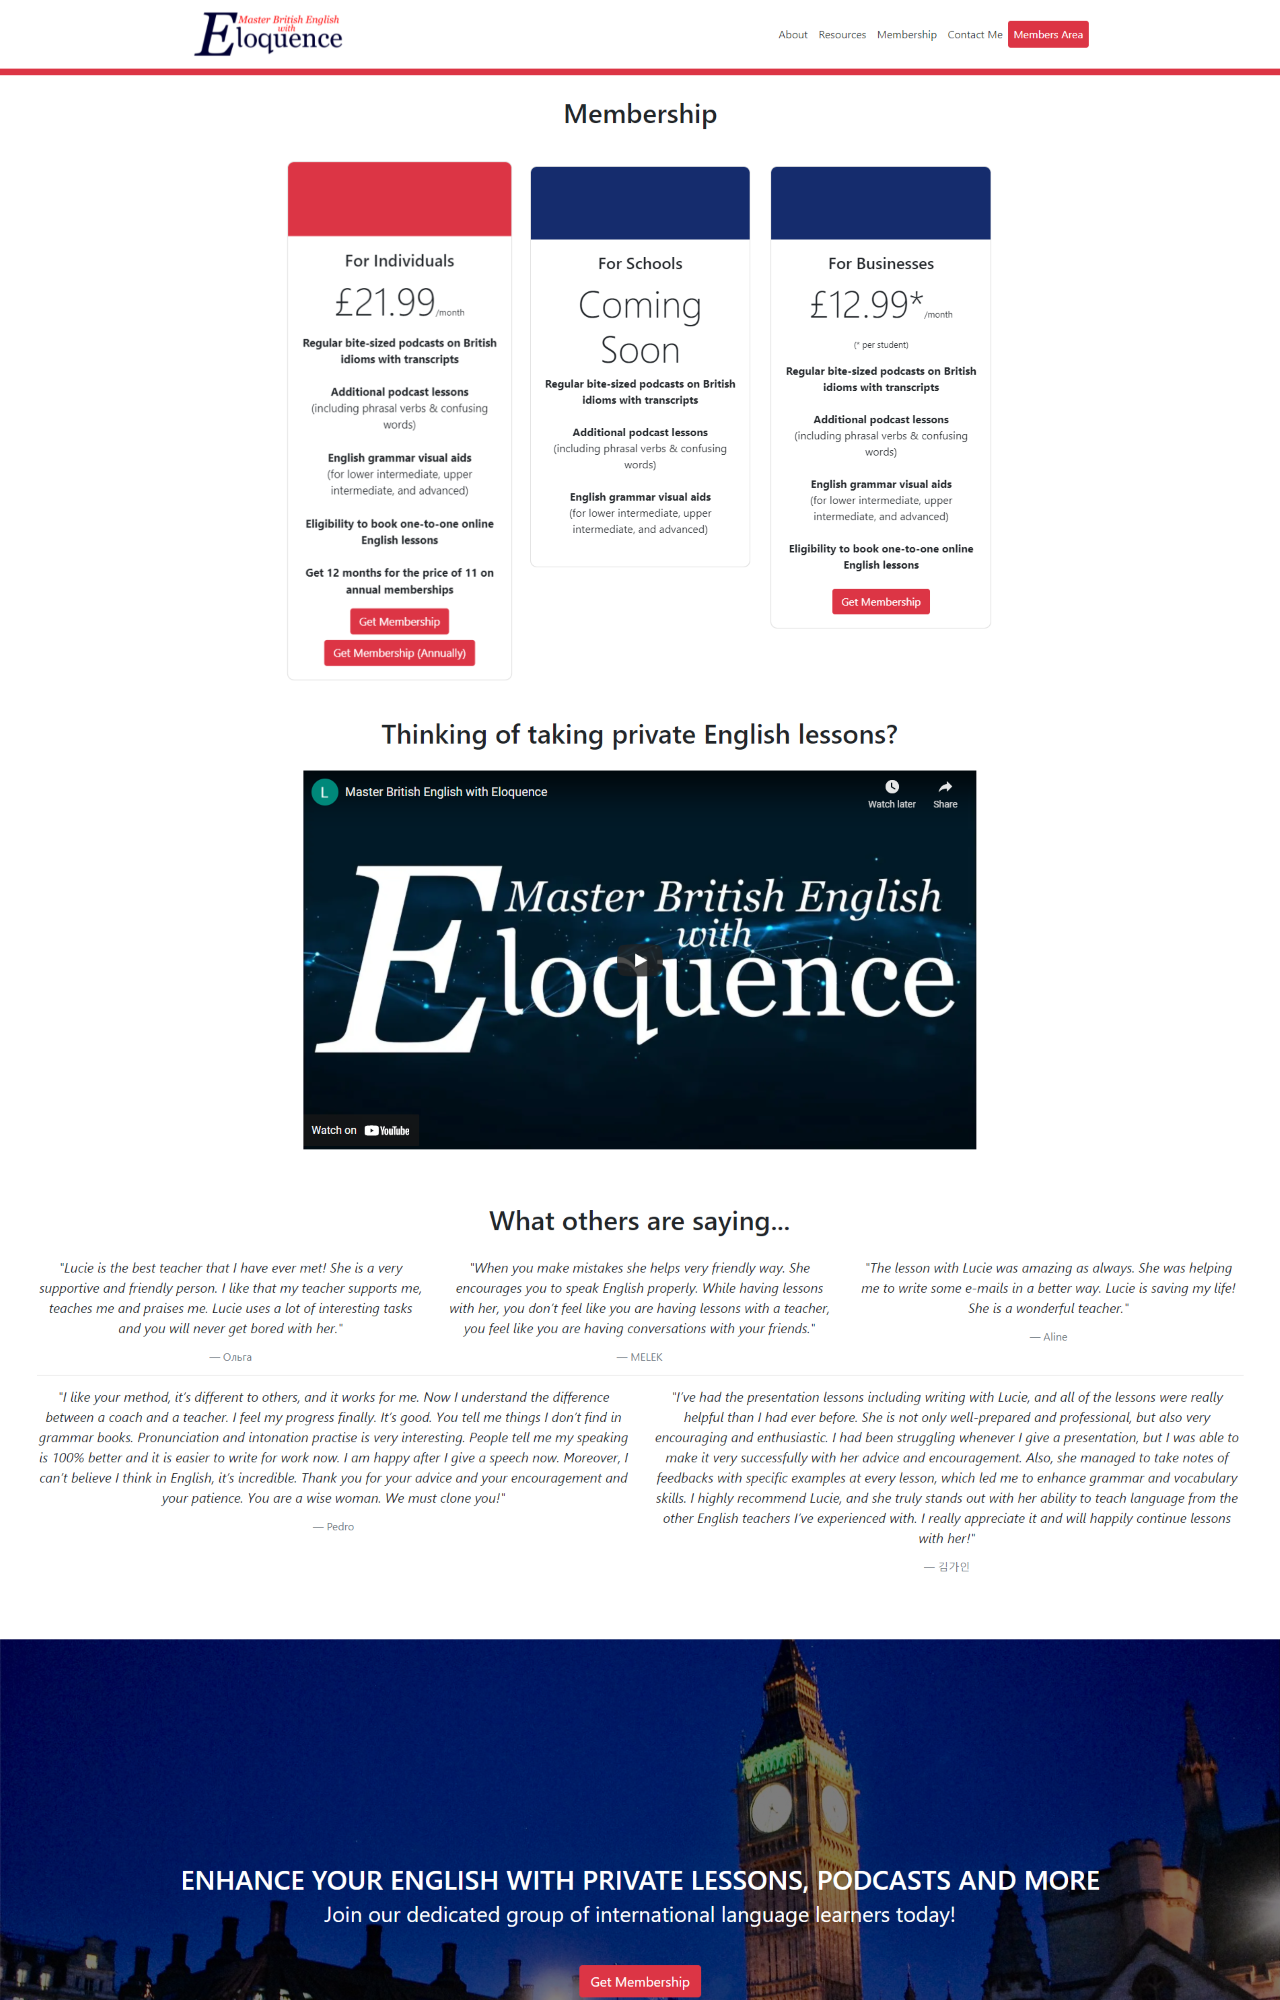 Master British English
with
Eloquence
About Resources Membership Contact Me Members Area
Membership
For Individuals
£21.99/month
Regular bite-sized podcasts on British
idioms with transcripts
Additional podcast lessons
(including phrasal verbs & confusing
words)
English grammar visual aids
(for lower intermediate, upper
intermediate, and advanced)
Eligibility to book one-to-one online
English lessons
Get 12 months for the price of 11 on
annual memberships
Get Membership
Get Membership (Annually)
For Schools
Coming
Soon
Regular bite-sized podcasts on British
idioms with transcripts
Additional podcast lessons
(including phrasal verbs & confusing
words)
English grammar visual aids
(for lower intermediate, upper
intermediate, and advanced)
For Businesses
£12.99*/month
(* per student)
Regular bite-sized podcasts on British
idioms with transcripts
Additional podcast lessons
(including phrasal verbs & confusing
words)
English grammar visual aids
(for lower intermediate, upper
intermediate, and advanced)
Eligibility to book one-to-one online
English lessons
Get Membership
Thinking of taking private English lessons?
L Master British English with Eloquence
Watch later Share
Master British English
with
Eloquence
Watch on YouTube
What others are saying...
"Lucie is the best teacher that I have ever met! She is a very
supportive and friendly person. I like that my teacher supports me,
teaches me and praises me. Lucie uses a lot of interesting tasks
and you will never get bored with her."
— Ольга
"When you make mistakes she helps very friendly way. She
encourages you to speak English properly. While having lessons
with her, you don't feel like you are having lessons with a teacher,
you feel like you are having conversations with your friends."
— MELEK
"The lesson with Lucie was amazing as always. She was helping
me to write some e-mails in a better way. Lucie is saving my life!
She is a wonderful teacher."
— Aline
"I like your method, it's different to others, and it works for me. Now I understand the difference
between a coach and a teacher. I feel my progress finally. It's good. You tell me things I don't find in
grammar books. Pronunciation and intonation practise is very interesting. People tell me my speaking
is 100% better and it is easier to write for work now. I am happy after I give a speech now. Moreover, I
can't believe I think in English, it's incredible. Thank you for your advice and your encouragement and
your patience. You are a wise woman. We must clone you!"
— Pedro
"I've had the presentation lessons including writing with Lucie, and all of the lessons were really
helpful than I had ever before. She is not only well-prepared and professional, but also very
encouraging and enthusiastic. I had been struggling whenever I give a presentation, but I was able to
make it very successfully with her advice and encouragement. Also, she managed to take notes of
feedbacks with specific examples at every lesson, which led me to enhance grammar and vocabulary
skills. I highly recommend Lucie, and she truly stands out with her ability to teach language from the
other English teachers I've experienced with. I really appreciate it and will happily continue lessons
with her!"
— 김가인
ENHANCE YOUR ENGLISH WITH PRIVATE LESSONS, PODCASTS AND MORE
Join our dedicated group of international language learners today!
Get Membership